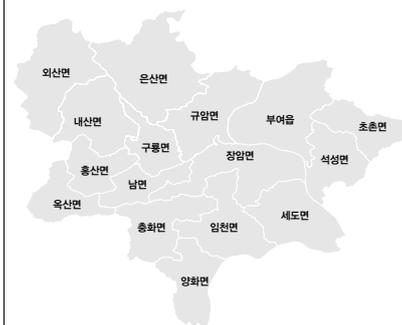 외산면
은산면
내산면
규암면
부여읍
초촌면
구룡면
장암면
석성면
홍산면
남면
옥산면
세도면
충화면
임천면
양화면